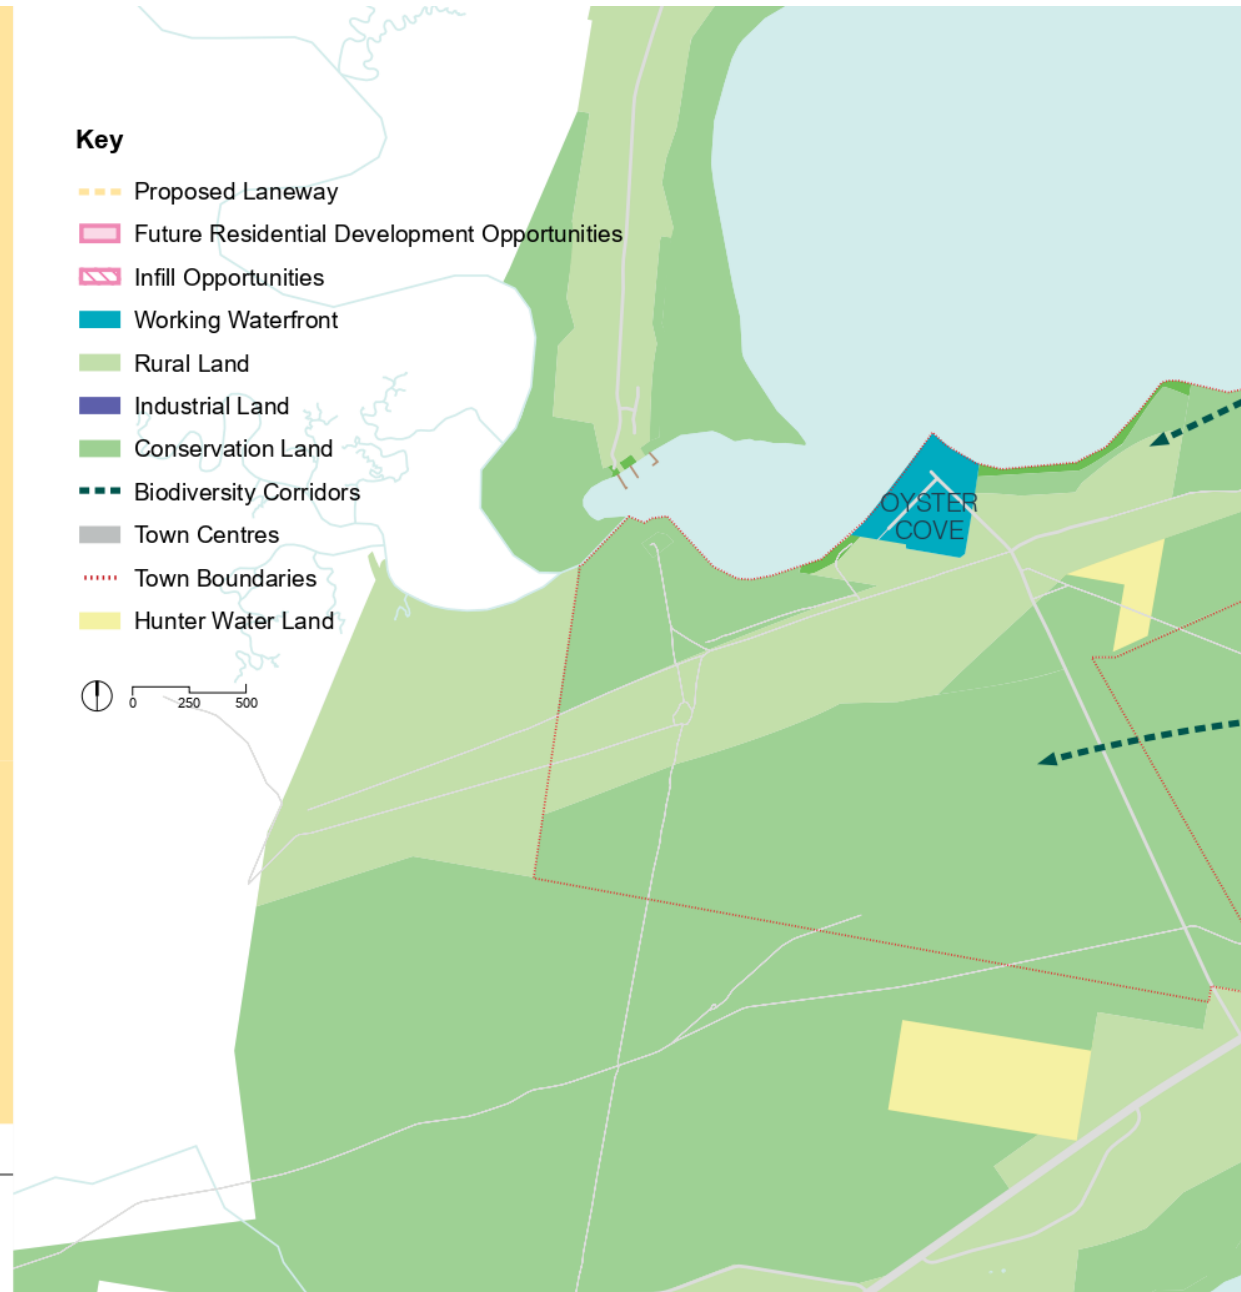 Key
Proposed Laneway
Future Residential Development Opportunities
Infill Opportunities
Working Waterfront
Rural Land
Industrial Land
Conservation Land
Biodiversity Corridors
Town Centres
Town Boundaries
Hunter Water Land
0 250 500
OYSTER
COVE